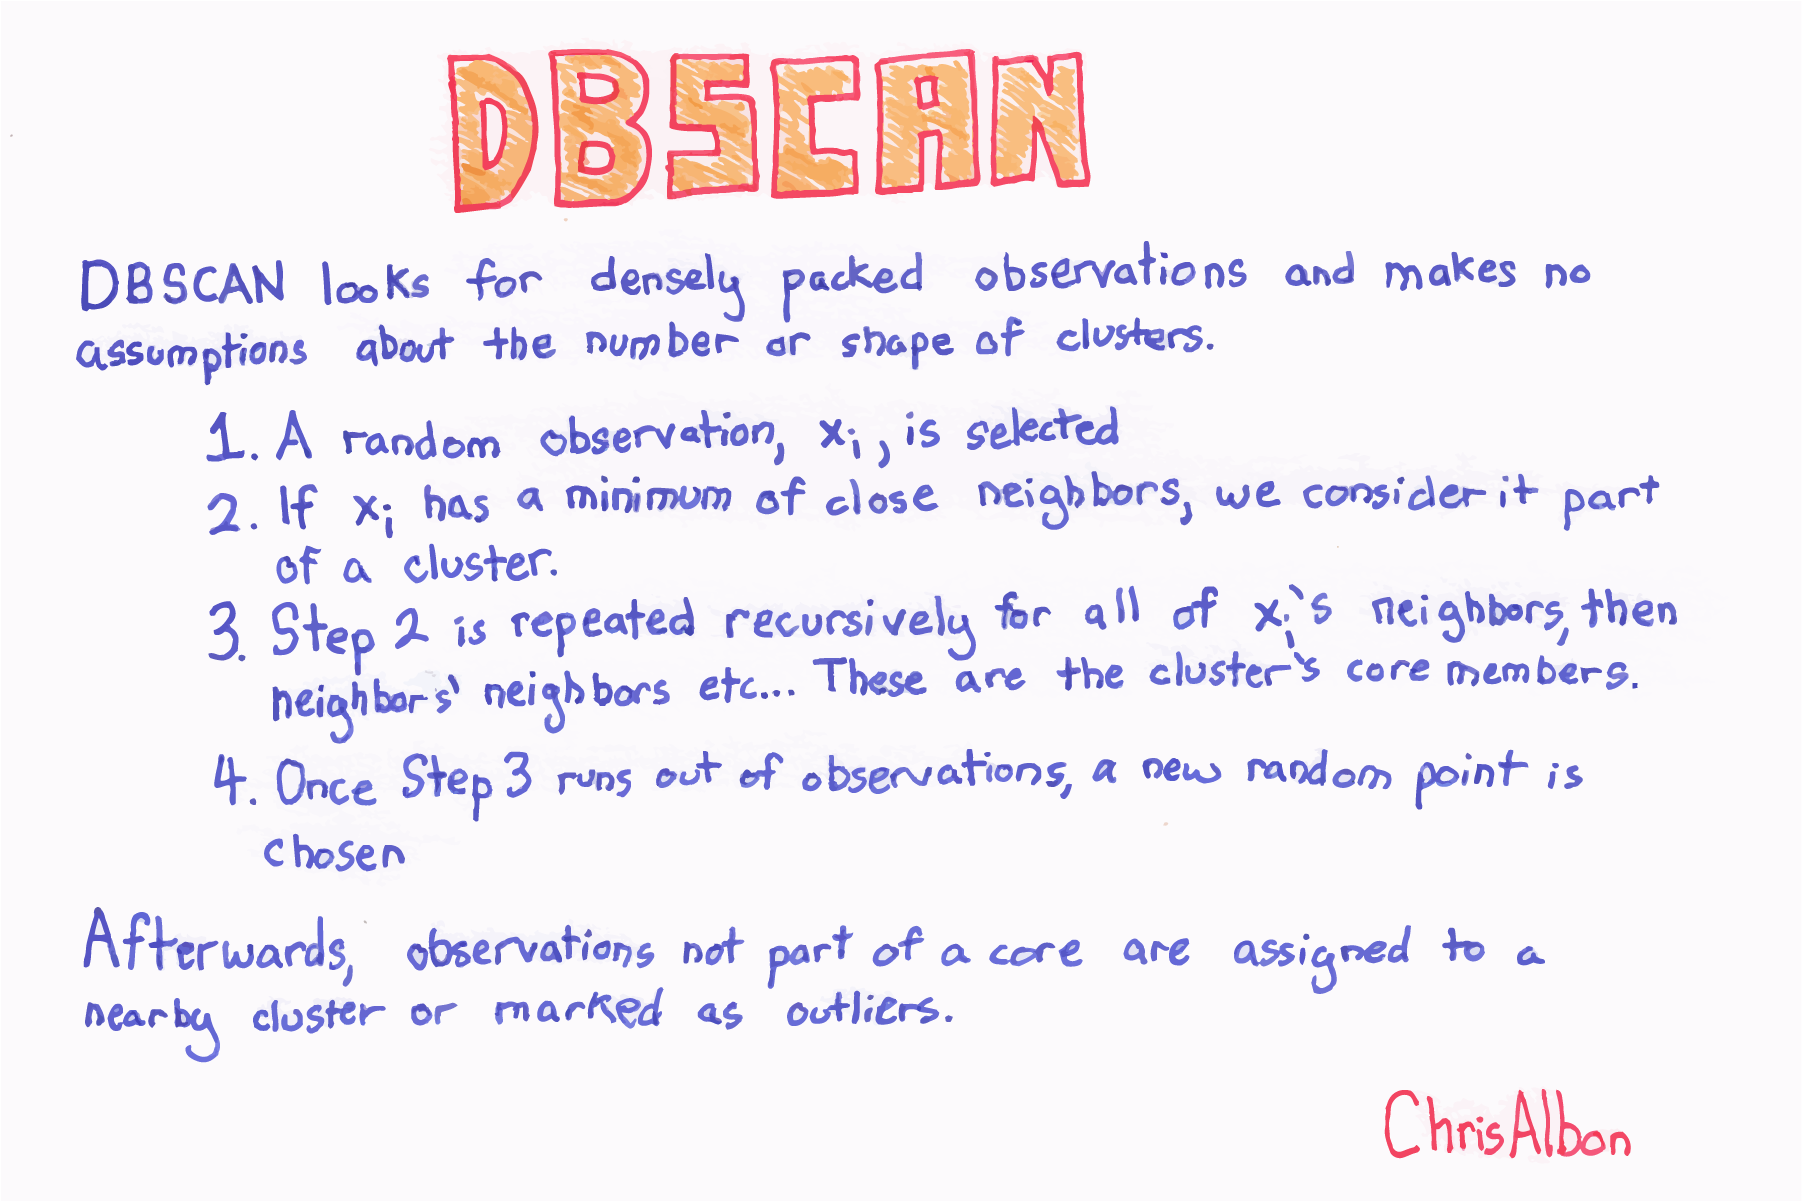 DBSCAN
DBSCAN looks for densely packed observations and makes no
assumptions about the number or shape of clusters.
1. A random observation, xi, is selected
2. If xi has a minimum of close neighbors, we consider it part
of a cluster.
3. Step 2 is repeated recursively for all of xi's neighbors, then
neighbors' neighbors etc... These are the cluster's core members.
4. Once Step 3 runs out of observations, a new random point is
chosen
Afterwards, observations not part of a core are assigned to a
nearby cluster or marked as outliers.
ChrisAlbon